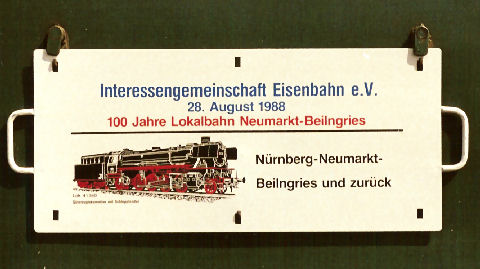 Interessengemeinschaft Eisenbahn e.V.
28. August 1988
100 Jahre Lokalbahn Neumarkt-Beilngries
Nürnberg-Neumarkt-
Beilngries und zurück